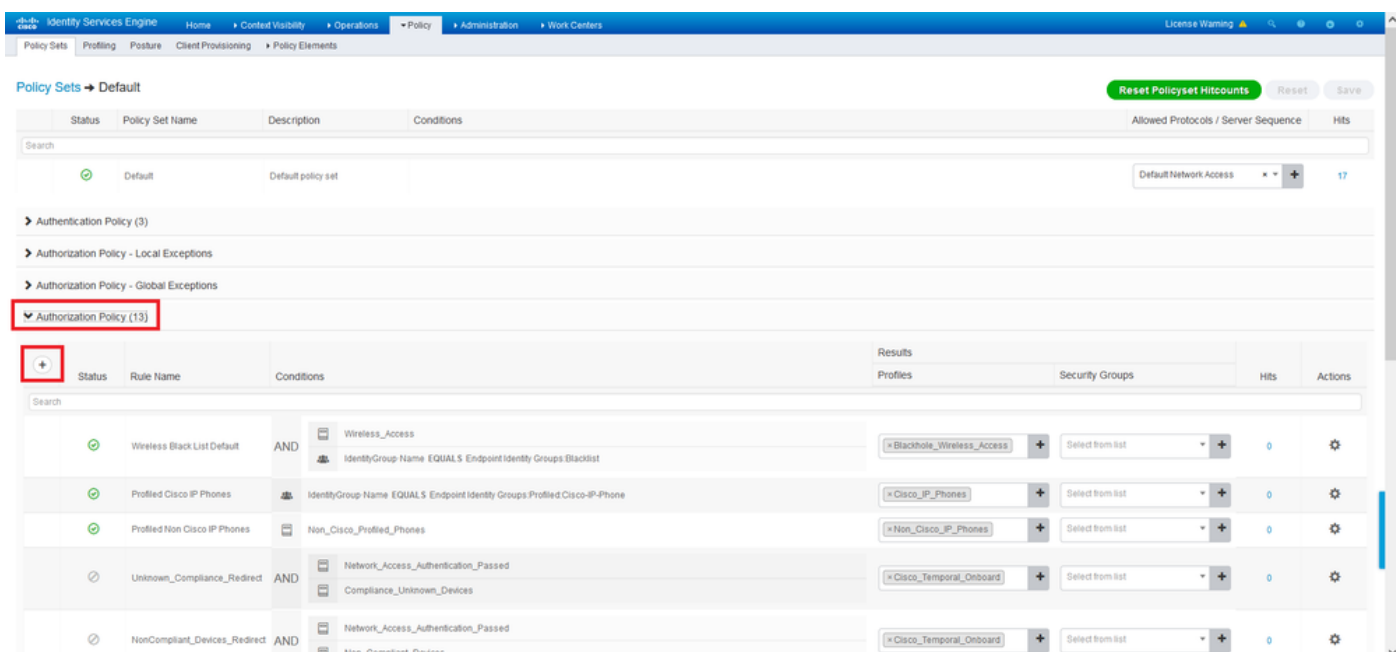 cisco Identity Services Engine Home Context Visibility Operations Policy Administration Work Centers License Warning
Policy Sets Profiling Posture Client Provisioning Policy Elements
Policy Sets → Default Reset Policyset Hitcounts Reset Save
Status Policy Set Name Description Conditions Allowed Protocols / Server Sequence Hits
Search
Default Default policy set Default Network Access × + 17
Authentication Policy (3)
Authorization Policy - Local Exceptions
Authorization Policy - Global Exceptions
Authorization Policy (13)
Results
+ Status Rule Name Conditions Profiles Security Groups Hits Actions
Search
Wireless Black List Default AND Wireless_Access × Blackhole_Wireless_Access + Select from list + 0
IdentityGroup·Name EQUALS Endpoint Identity Groups:Blacklist
Profiled Cisco IP Phones IdentityGroup·Name EQUALS Endpoint Identity Groups:Profiled:Cisco-IP-Phone × Cisco_IP_Phones + Select from list + 0
Profiled Non Cisco IP Phones Non_Cisco_Profiled_Phones × Non_Cisco_IP_Phones + Select from list + 0
Unknown_Compliance_Redirect AND Network_Access_Authentication_Passed × Cisco_Temporal_Onboard + Select from list + 0
Compliance_Unknown_Devices
NonCompliant_Devices_Redirect AND Network_Access_Authentication_Passed × Cisco_Temporal_Onboard + Select from list + 0
Non_Compliant_Devices